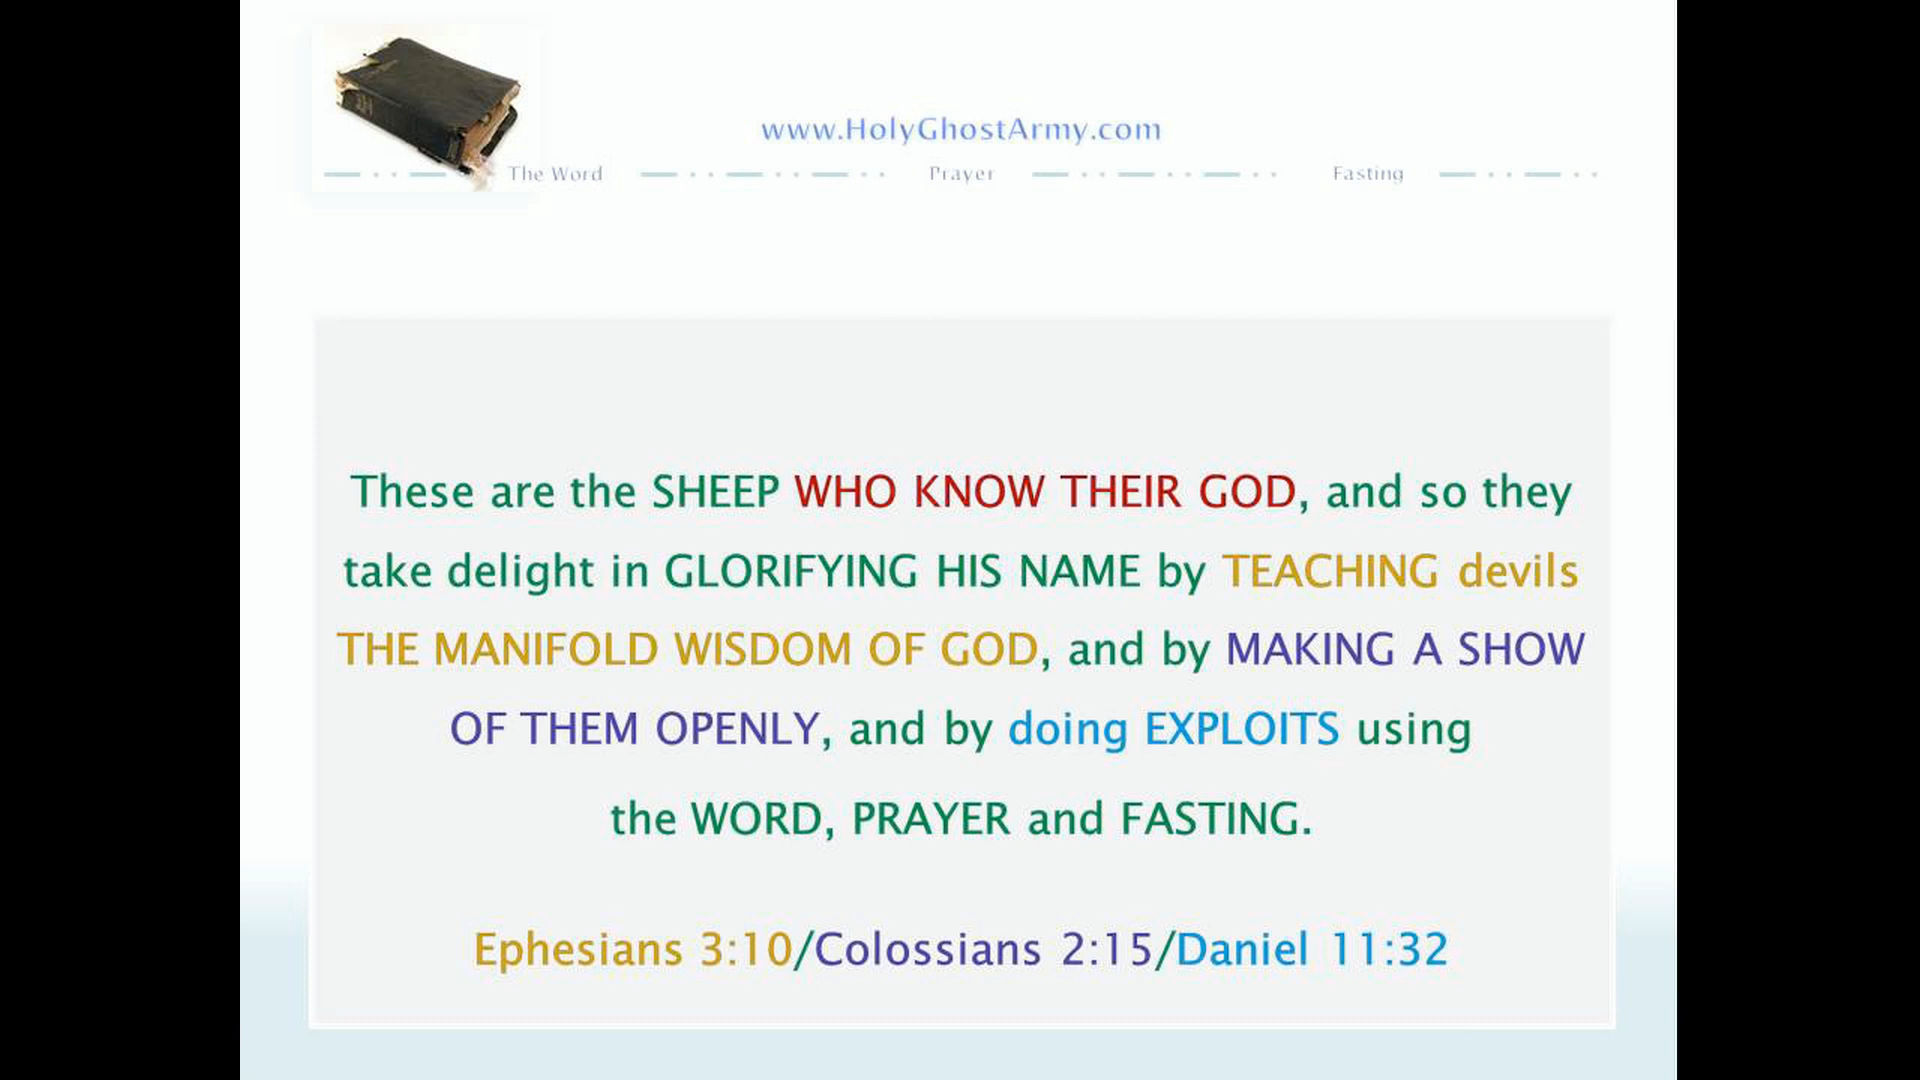 www.HolyGhostArmy.com
The Word Prayer Fasting
These are the SHEEP WHO KNOW THEIR GOD, and so they
take delight in GLORIFYING HIS NAME by TEACHING devils
THE MANIFOLD WISDOM OF GOD, and by MAKING A SHOW
OF THEM OPENLY, and by doing EXPLOITS using
the WORD, PRAYER and FASTING.
Ephesians 3:10/Colossians 2:15/Daniel 11:32